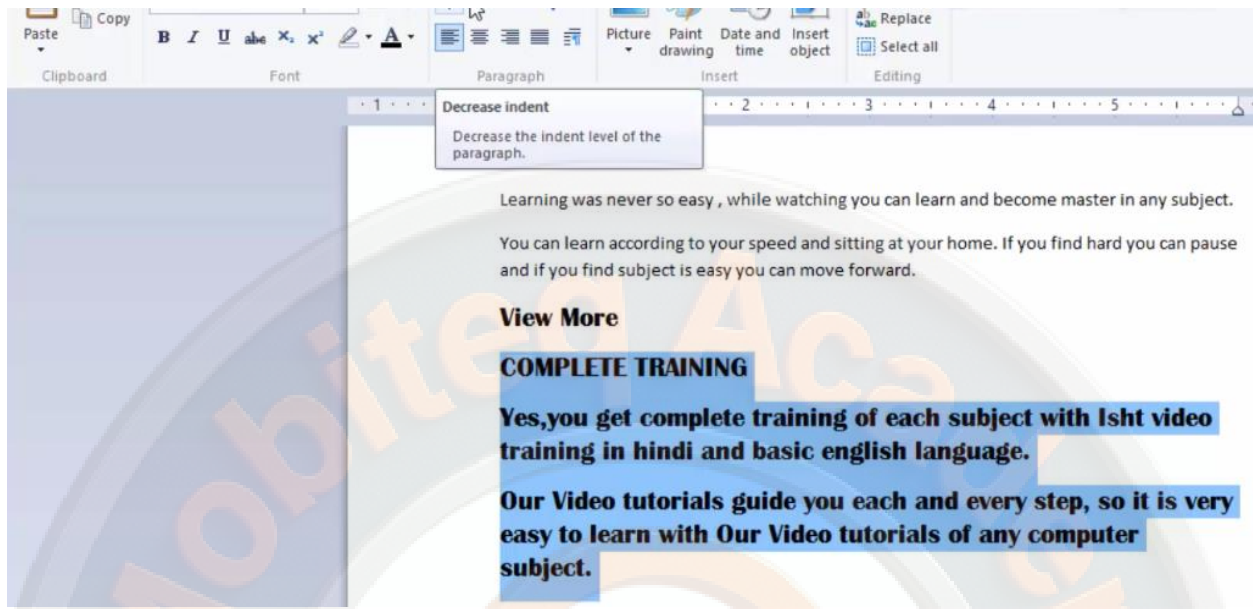 Copy
Paste
B I U abc X₂ x² A
Picture
Paint drawing
Date and time
Insert object
Replace
Select all
Clipboard
Font
Paragraph
Insert
Editing
1 2 3 4 5
Decrease indent
Decrease the indent level of the
paragraph.
Learning was never so easy , while watching you can learn and become master in any subject.
You can learn according to your speed and sitting at your home. If you find hard you can pause
and if you find subject is easy you can move forward.
View More
COMPLETE TRAINING
Yes,you get complete training of each subject with Isht video
training in hindi and basic english language.
Our Video tutorials guide you each and every step, so it is very
easy to learn with Our Video tutorials of any computer
subject.